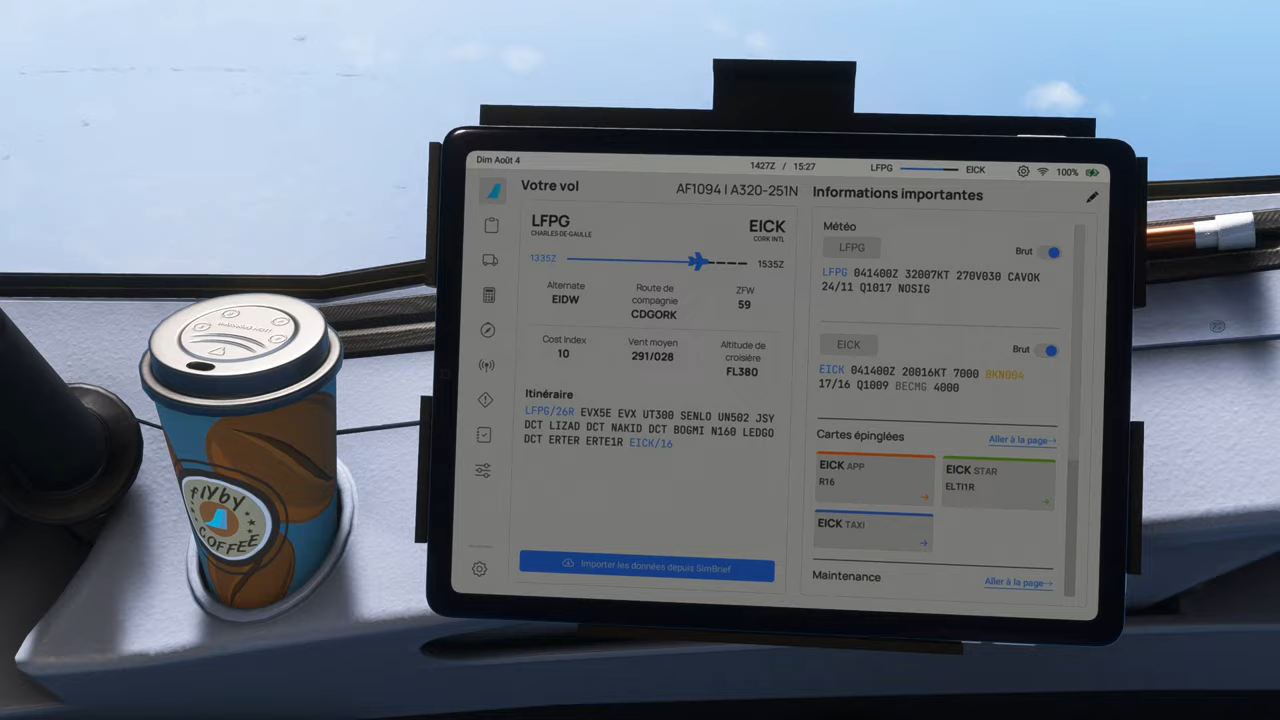 Dim Août 4
1427Z / 15:27
LFPG EICK
100%
Votre vol
AF1094 | A320-251N
LFPG
EICK
CHARLES-DE-GAULLE
CORK INTL
1335Z
1535Z
Alternate
EIDW
Route de
compagnie
CDGORK
ZFW
59
Cost Index
10
Vent moyen
291/028
Altitude de
croisière
FL380
Itinéraire
LFPG/26R EVX5E EVX UT300 SENLO UN502 JSY
DCT LIZAD DCT NAKID DCT BOGMI N160 LEDGO
DCT ERTER ERTE1R EICK/16
Importer les données depuis SimBrief
Informations importantes
Météo
LFPG
Brut
LFPG 041400Z 32007KT 270V030 CAVOK
24/11 Q1017 NOSIG
EICK
Brut
EICK 041400Z 20016KT 7000 BKN004
17/16 Q1009 BECMG 4000
Cartes épinglées
Aller à la page
EICK APP
R16
EICK STAR
ELTI1R
EICK TAXI
Maintenance
Aller à la page
flyby
COFFEE